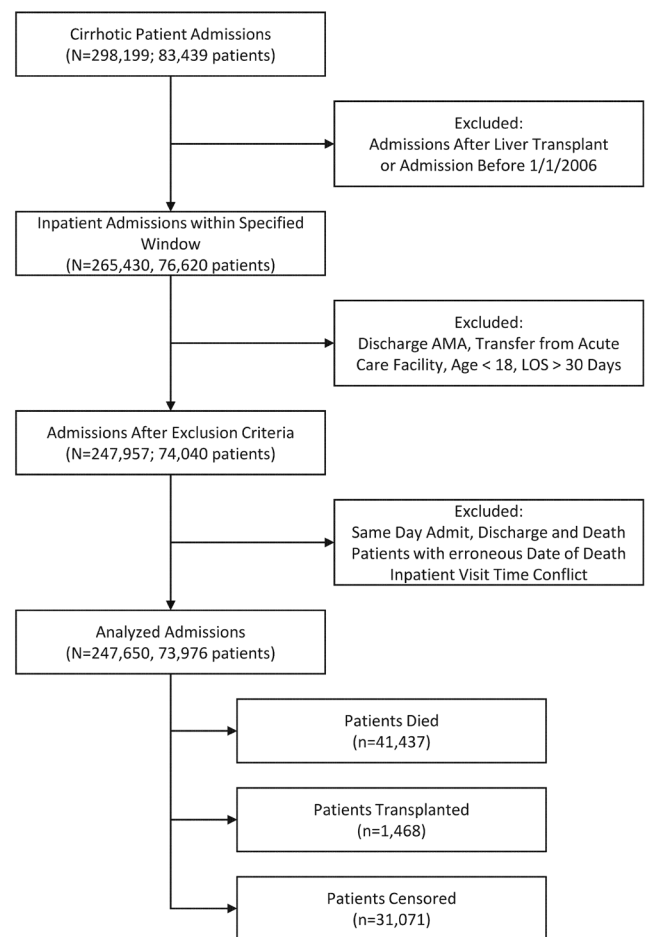 Cirrhotic Patient Admissions
(N=298,199; 83,439 patients)
Excluded:
Admissions After Liver Transplant
or Admission Before 1/1/2006
Inpatient Admissions within Specified
Window
(N=265,430, 76,620 patients)
Excluded:
Discharge AMA, Transfer from Acute
Care Facility, Age < 18, LOS > 30 Days
Admissions After Exclusion Criteria
(N=247,957; 74,040 patients)
Excluded:
Same Day Admit, Discharge and Death
Patients with erroneous Date of Death
Inpatient Visit Time Conflict
Analyzed Admissions
(N=247,650, 73,976 patients)
Patients Died
(n=41,437)
Patients Transplanted
(n=1,468)
Patients Censored
(n=31,071)